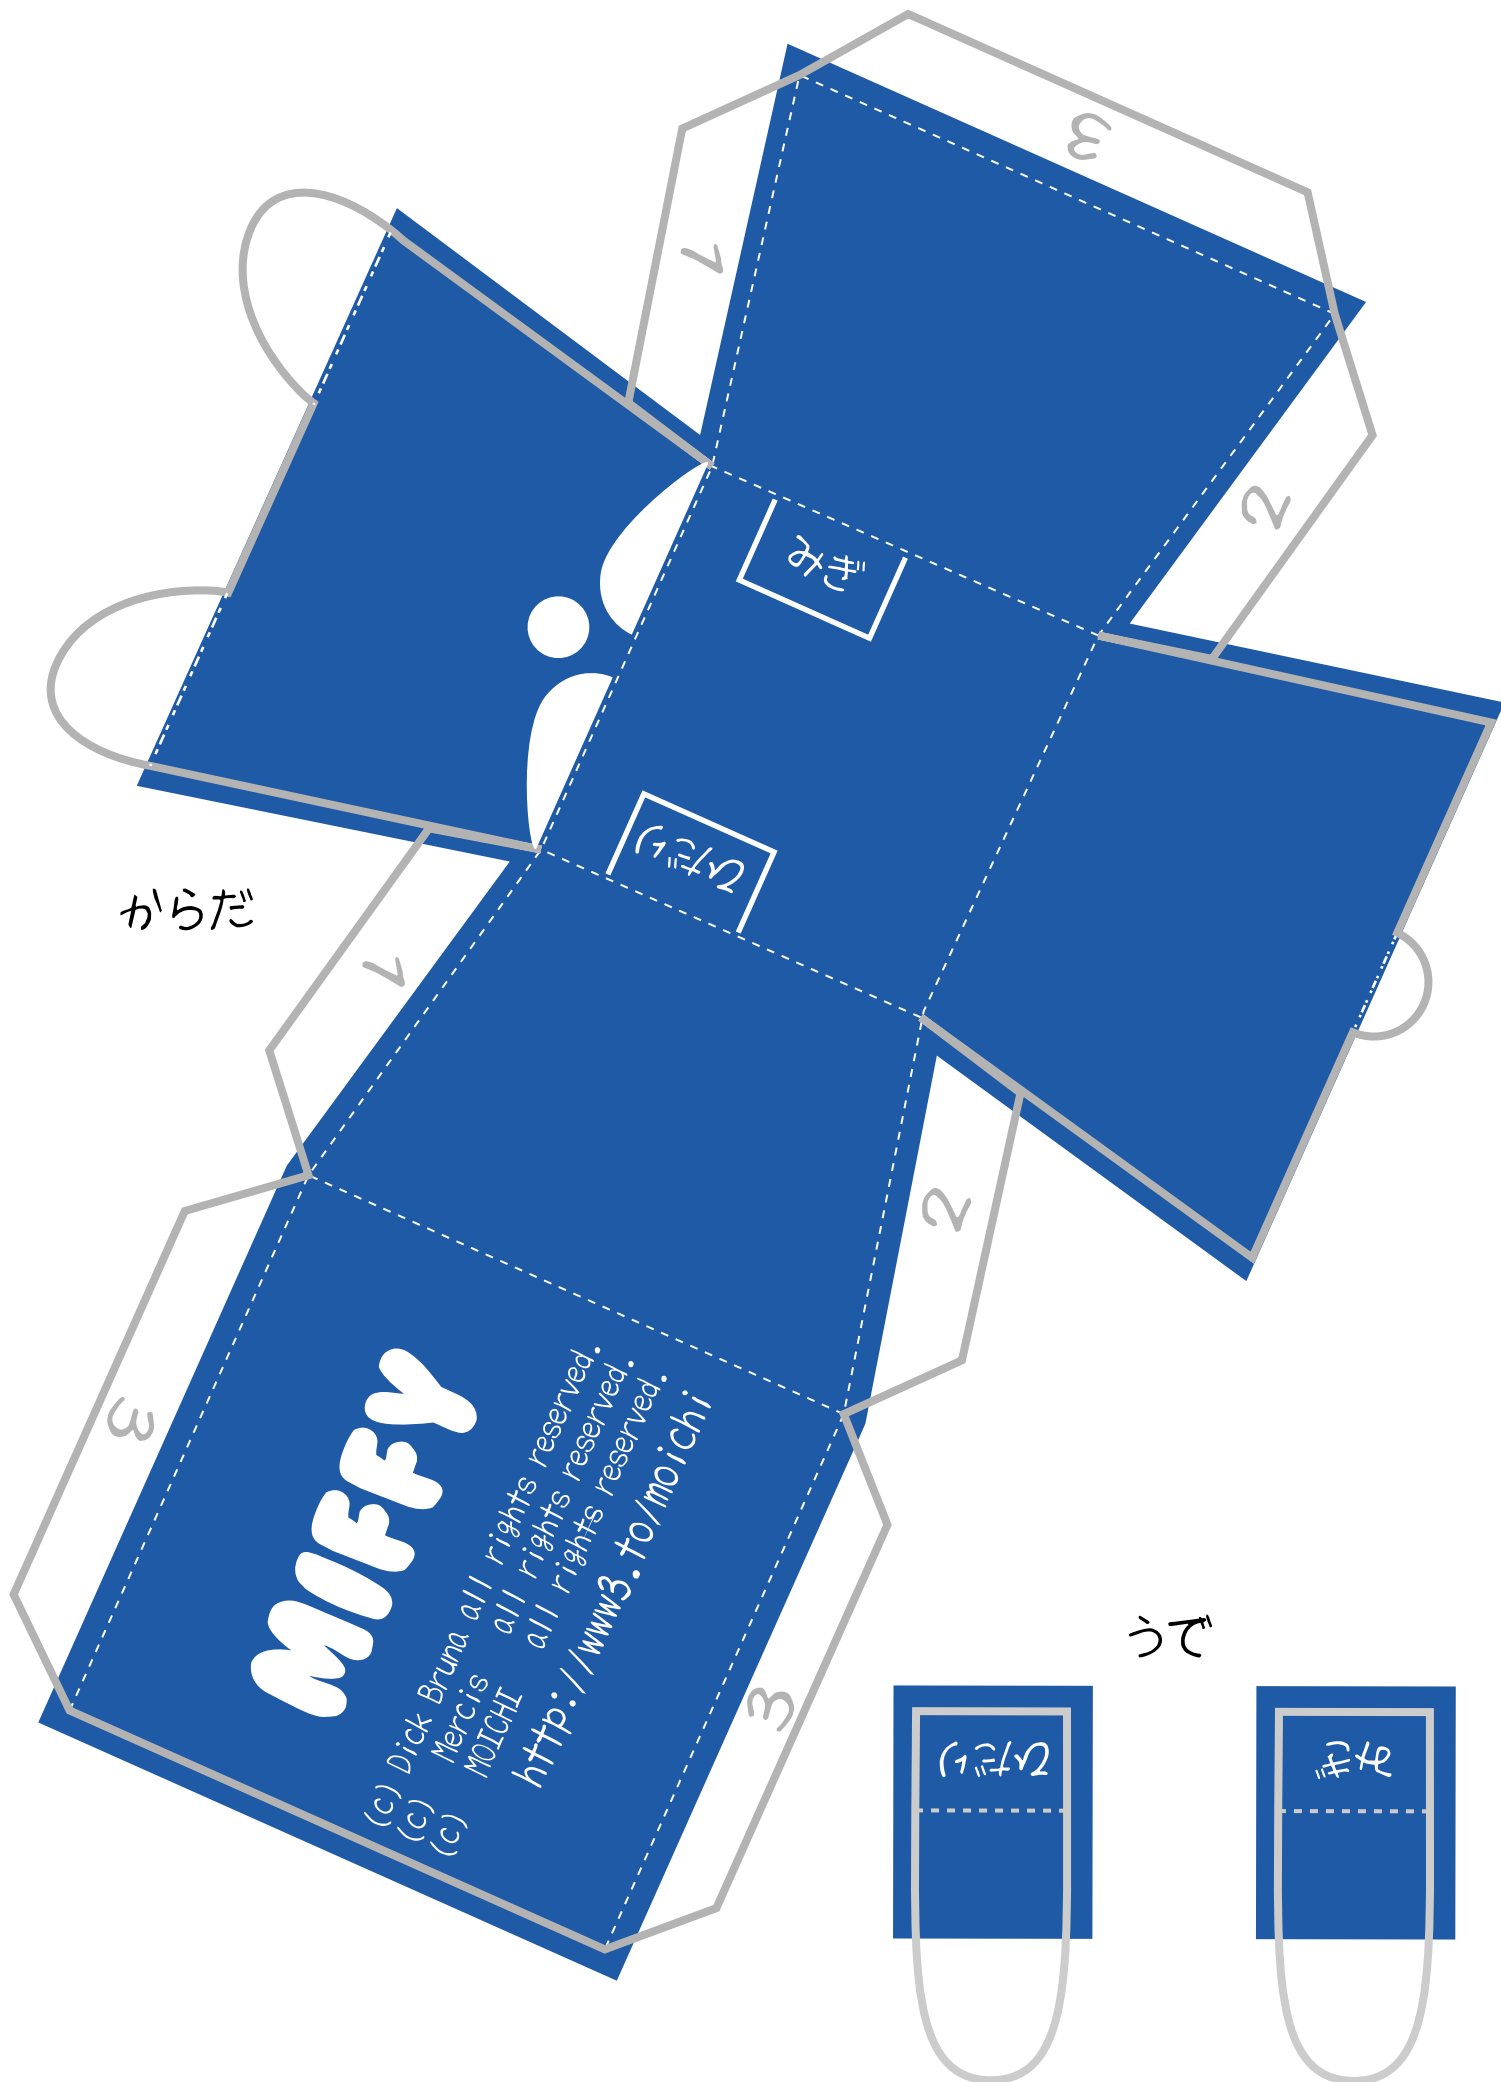 3
1
2
みぎ
ひだり
からだ
1
2
3
MIFFY
(c) Dick Bruna all rights reserved.
(c) Mercis all rights reserved.
(c) MOICHI all rights reserved.
http://www3.to/moichi
3
うで
ひだり
みぎ